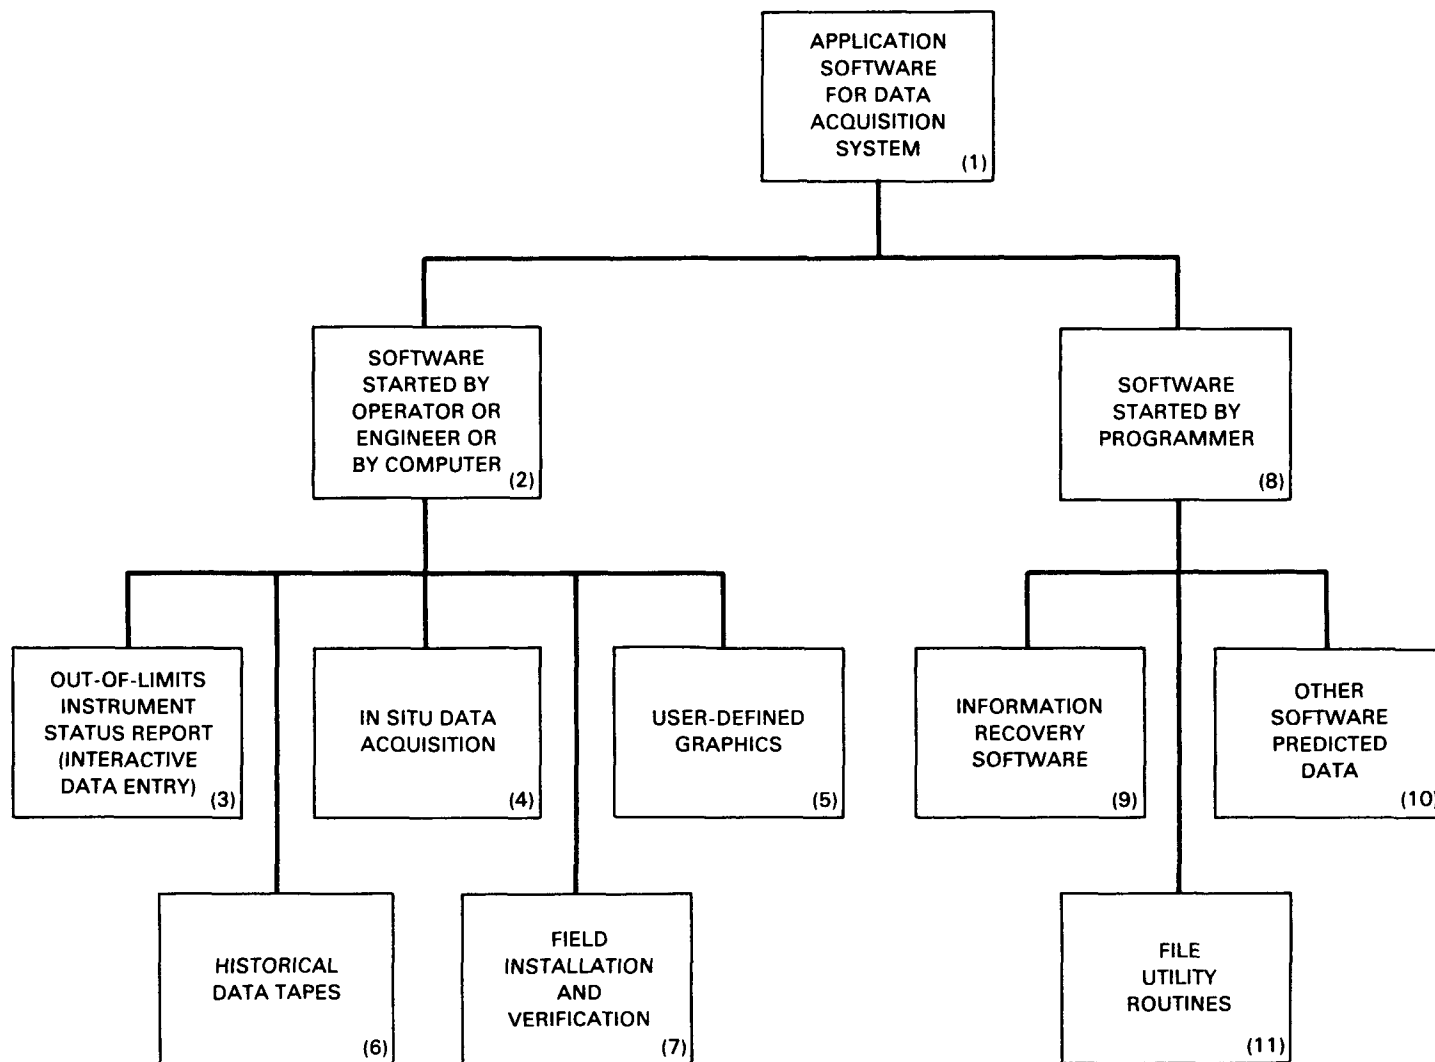 APPLICATION
SOFTWARE
FOR DATA
ACQUISITION
SYSTEM
(1)
SOFTWARE
STARTED BY
OPERATOR OR
ENGINEER OR
BY COMPUTER
(2)
SOFTWARE
STARTED BY
PROGRAMMER
(8)
OUT-OF-LIMITS
INSTRUMENT
STATUS REPORT
(INTERACTIVE
DATA ENTRY)
(3)
IN SITU DATA
ACQUISITION
(4)
USER-DEFINED
GRAPHICS
(5)
INFORMATION
RECOVERY
SOFTWARE
(9)
OTHER
SOFTWARE
PREDICTED
DATA
(10)
HISTORICAL
DATA TAPES
(6)
FIELD
INSTALLATION
AND
VERIFICATION
(7)
FILE
UTILITY
ROUTINES
(11)